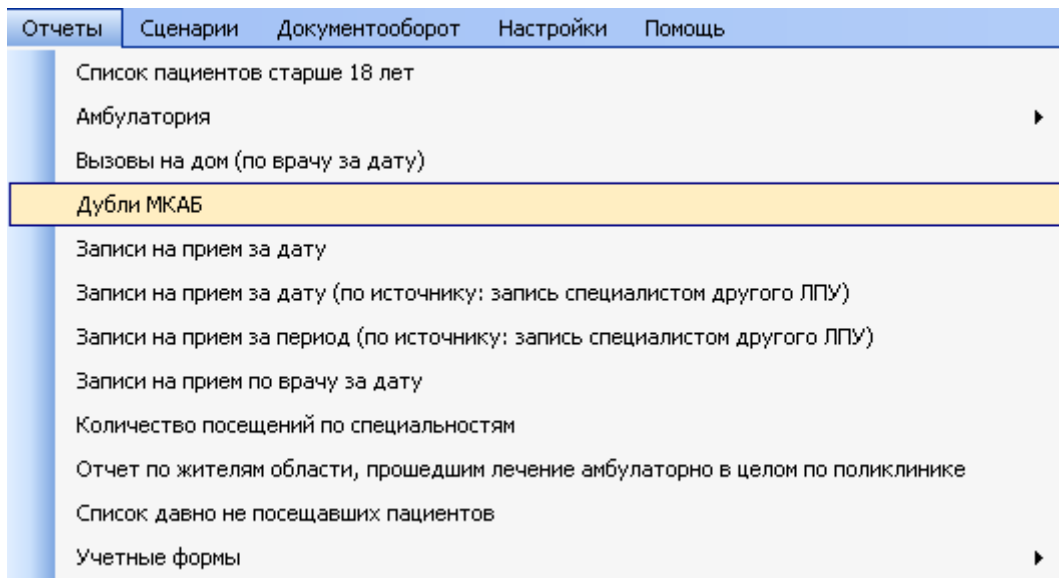 Отчеты Сценарии Документооборот Настройки Помощь
Список пациентов старше 18 лет
Амбулатория
Вызовы на дом (по врачу за дату)
Дубли МКАБ
Записи на прием за дату
Записи на прием за дату (по источнику: запись специалистом другого ЛПУ)
Записи на прием за период (по источнику: запись специалистом другого ЛПУ)
Записи на прием по врачу за дату
Количество посещений по специальностям
Отчет по жителям области, прошедшим лечение амбулаторно в целом по поликлинике
Список давно не посещавших пациентов
Учетные формы